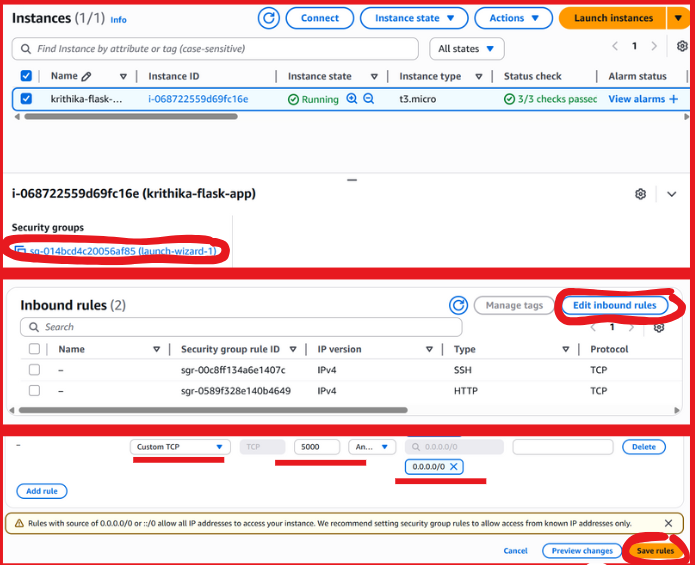 Instances (1/1) Info Connect Instance state Actions Launch instances
Find Instance by attribute or tag (case-sensitive) All states 1
Name Instance ID Instance state Instance type Status check Alarm status
krithika-flask-... i-068722559d69fc16e Running t3.micro 3/3 checks passec View alarms +
i-068722559d69fc16e (krithika-flask-app)
Security groups
sg-014bcd4c20056af85 (launch-wizard-1)
Inbound rules (2) Manage tags Edit inbound rules
Search 1
Name Security group rule ID IP version Type Protocol
– sgr-00c8ff134a6e1407c IPv4 SSH TCP
– sgr-0589f328e140b4649 IPv4 HTTP TCP
– Custom TCP TCP 5000 An... 0.0.0.0/0 Delete
0.0.0.0/0 X
Add rule
Rules with source of 0.0.0.0/0 or ::/0 allow all IP addresses to access your instance. We recommend setting security group rules to allow access from known IP addresses only.
Cancel Preview changes Save rules